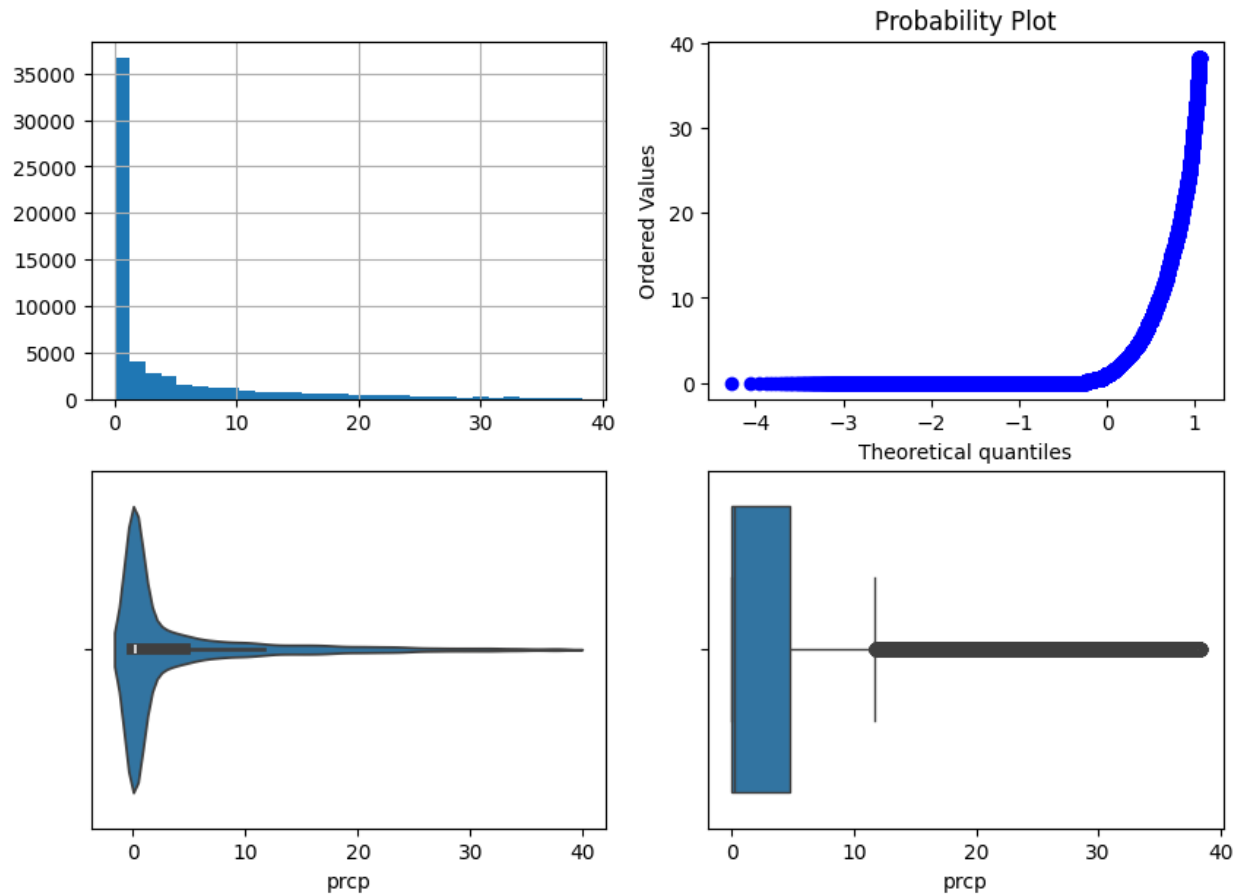 Probability Plot
35000
30000
25000
20000
15000
10000
5000
0
0 10 20 30 40
Ordered Values
40
30
20
10
0
−4 −3 −2 −1 0 1
Theoretical quantiles
0 10 20 30 40
prcp
0 10 20 30 40
prcp